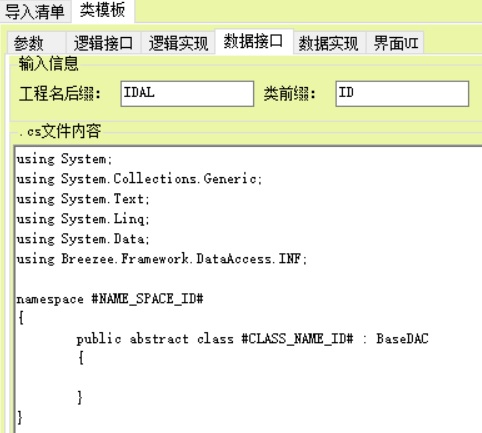 导入清单 类模板
参数 逻辑接口 逻辑实现 数据接口 数据实现 界面UI
输入信息
工程名后缀： IDAL 类前缀： ID
.cs文件内容
using System;
using System.Collections.Generic;
using System.Text;
using System.Linq;
using System.Data;
using Breezee.Framework.DataAccess.INF;
namespace #NAME_SPACE_ID#
{
public abstract class #CLASS_NAME_ID# : BaseDAC
{
}
}